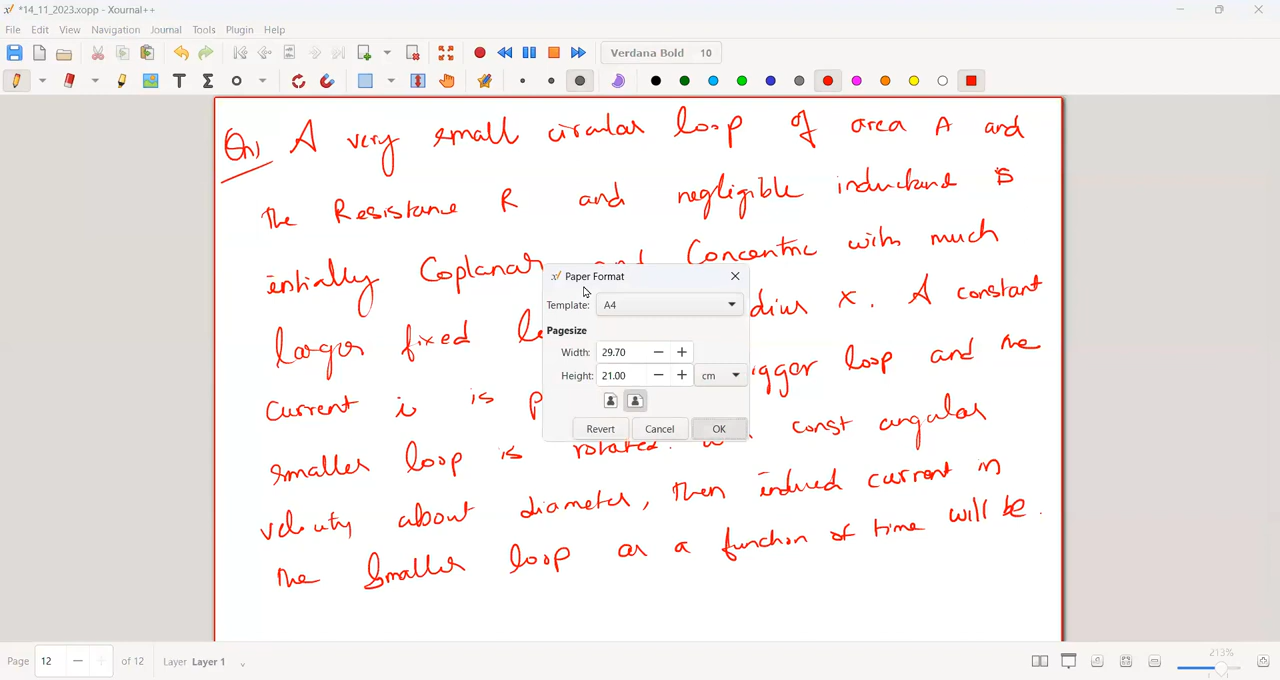 *14_11_2023.xopp - Xournal++
File Edit View Navigation Journal Tools Plugin Help
Verdana Bold 10
Qn) A very small circular loop of area A and
the Resistance R and negligible inductance is
initially Coplanar and Concentric with much
larger fixed dius x. A constant
Current i is gger loop and the
smaller loop is rotated const angular
velocity about diameter, then induced current in
the smaller loop as a function of time will be.
Paper Format
Template: A4
Pagesize
Width: 29.70
Height: 21.00 cm
Revert Cancel OK
Page 12 of 12 Layer Layer 1 213%